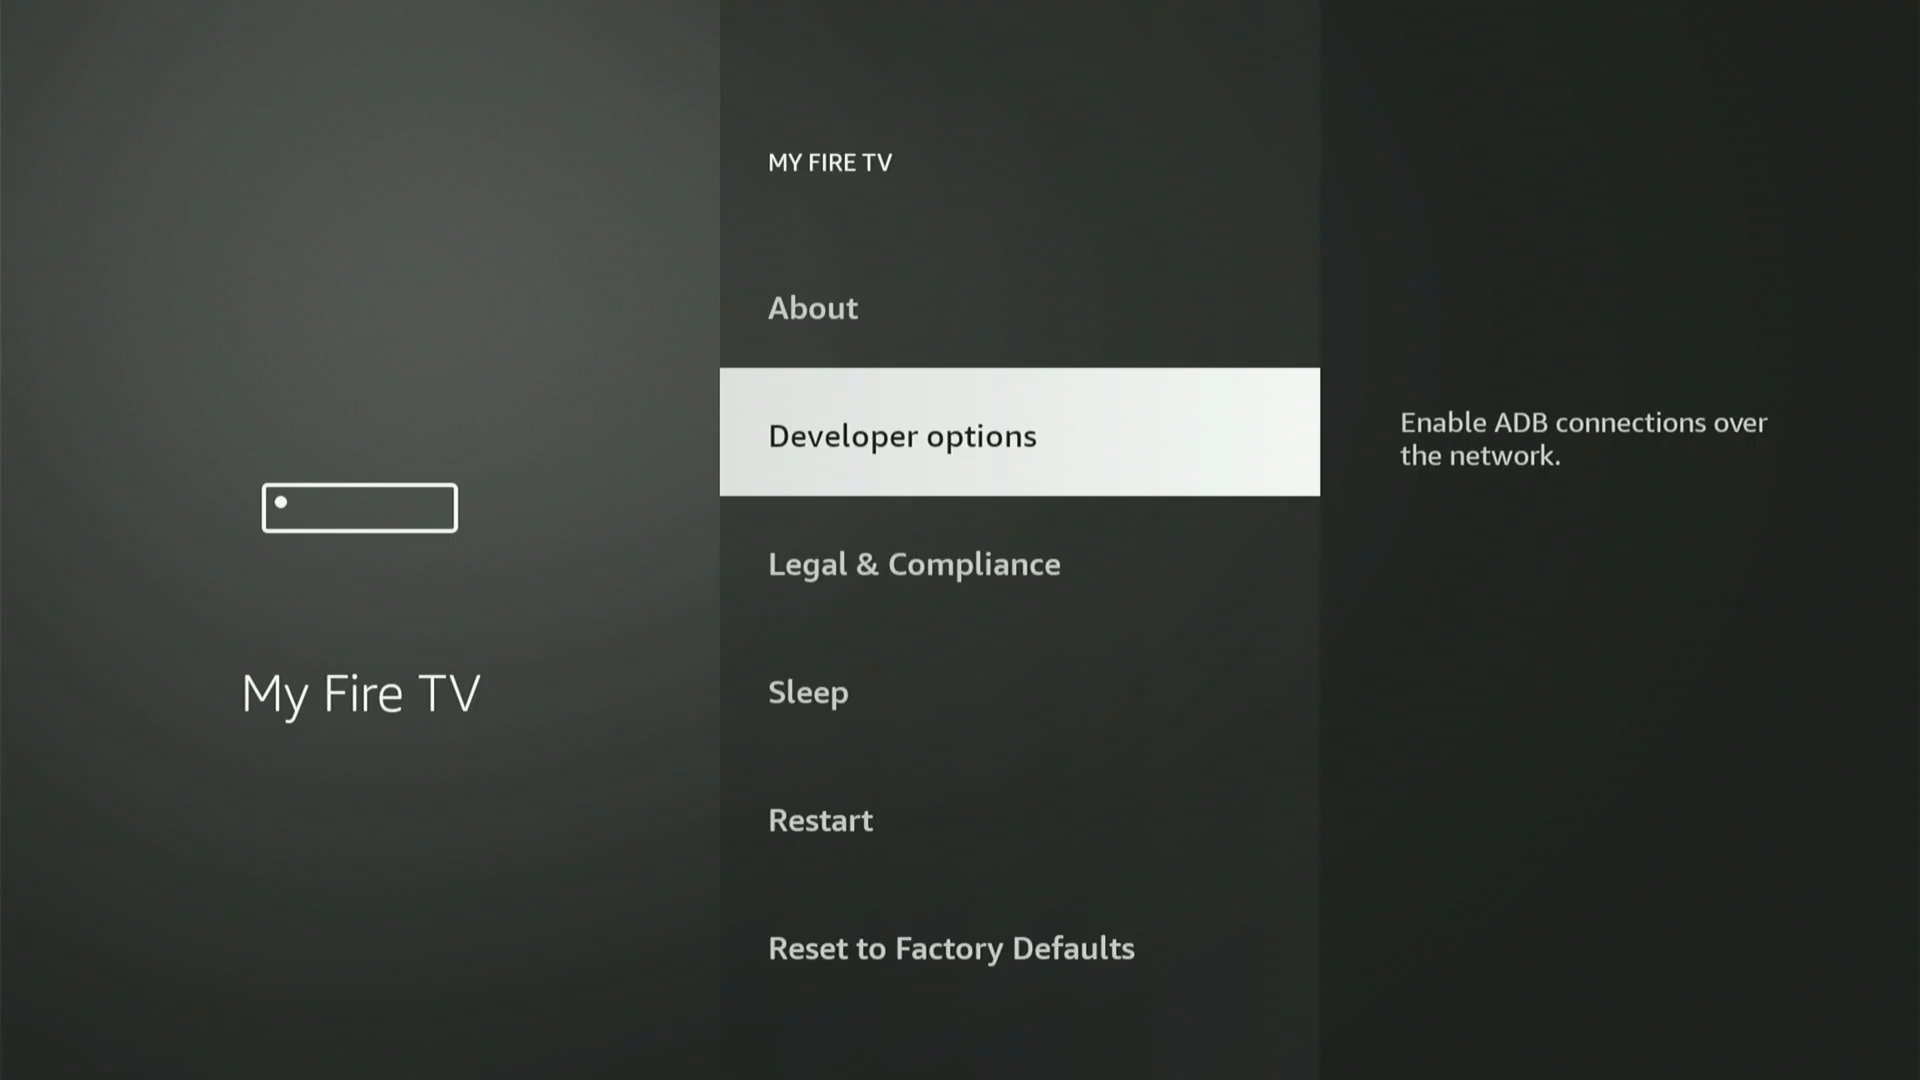 MY FIRE TV
About
Developer options
Enable ADB connections over
the network.
Legal & Compliance
Sleep
My Fire TV
Restart
Reset to Factory Defaults